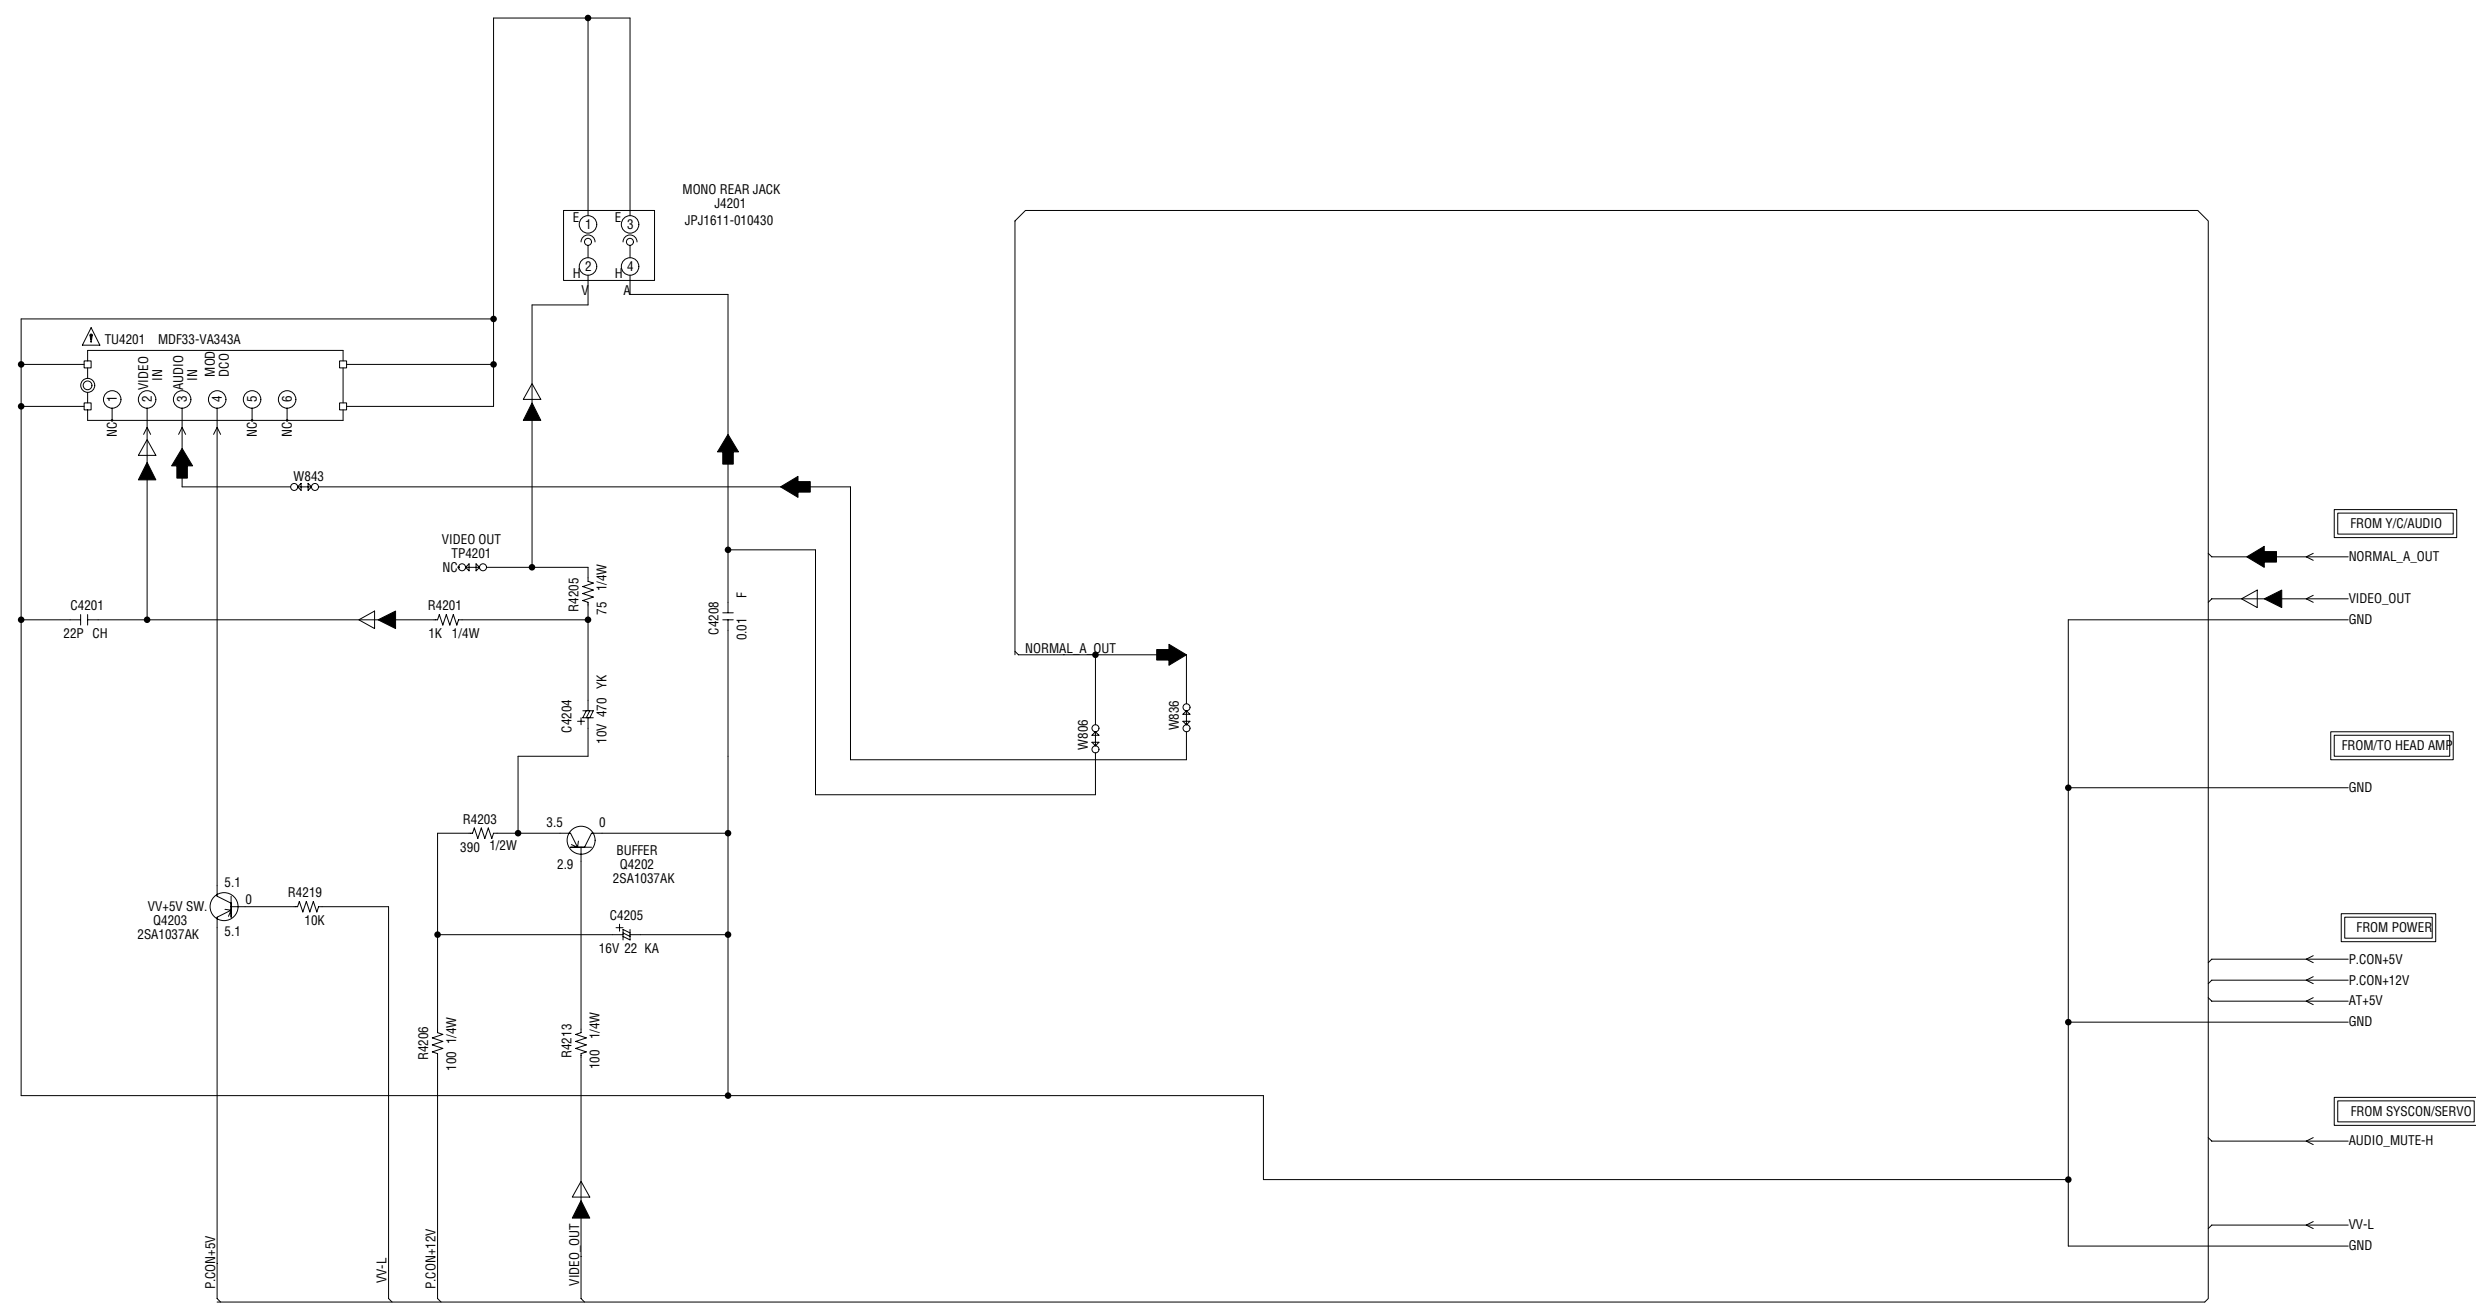 MONO REAR JACK
J4201
JPJ1611-010430
E
1
E
3
H
2
H
4
V
A
TU4201 MDF33-VA343A
VIDEO
IN
AUDIO
IN
MOD
DCO
1
2
3
4
5
6
NC
NC
NC
W843
VIDEO OUT
TP4201
NC
R4205
75 1/4W
C4201
22P CH
R4201
1K 1/4W
C4208
0.01 F
NORMAL_A_OUT
C4204
+
10V 470 YK
W806
W836
R4203
390 1/2W
3.5
0
2.9
BUFFER
Q4202
2SA1037AK
5.1
0
VV+5V SW.
Q4203
2SA1037AK
5.1
R4219
10K
C4205
+
16V 22 KA
R4206
100 1/4W
R4213
100 1/4W
P.CON+5V
VV-L
P.CON+12V
VIDEO_OUT
FROM Y/C/AUDIO
NORMAL_A_OUT
VIDEO_OUT
GND
FROM/TO HEAD AMP
GND
FROM POWER
P.CON+5V
P.CON+12V
AT+5V
GND
FROM SYSCON/SERVO
AUDIO_MUTE-H
VV-L
GND